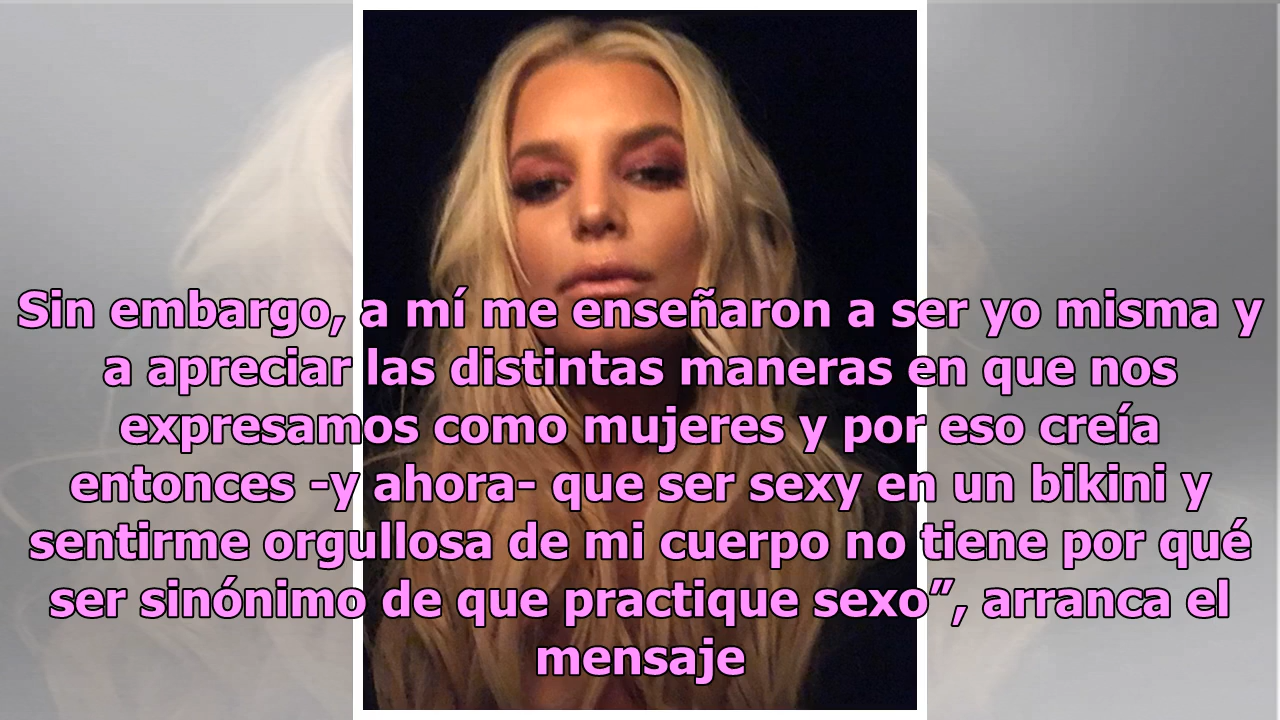 Sin embargo, a mí me enseñaron a ser yo misma y
a apreciar las distintas maneras en que nos
expresamos como mujeres y por eso creía
entonces -y ahora- que ser sexy en un bikini y
sentirme orgullosa de mi cuerpo no tiene por qué
ser sinónimo de que practique sexo”, arranca el
mensaje